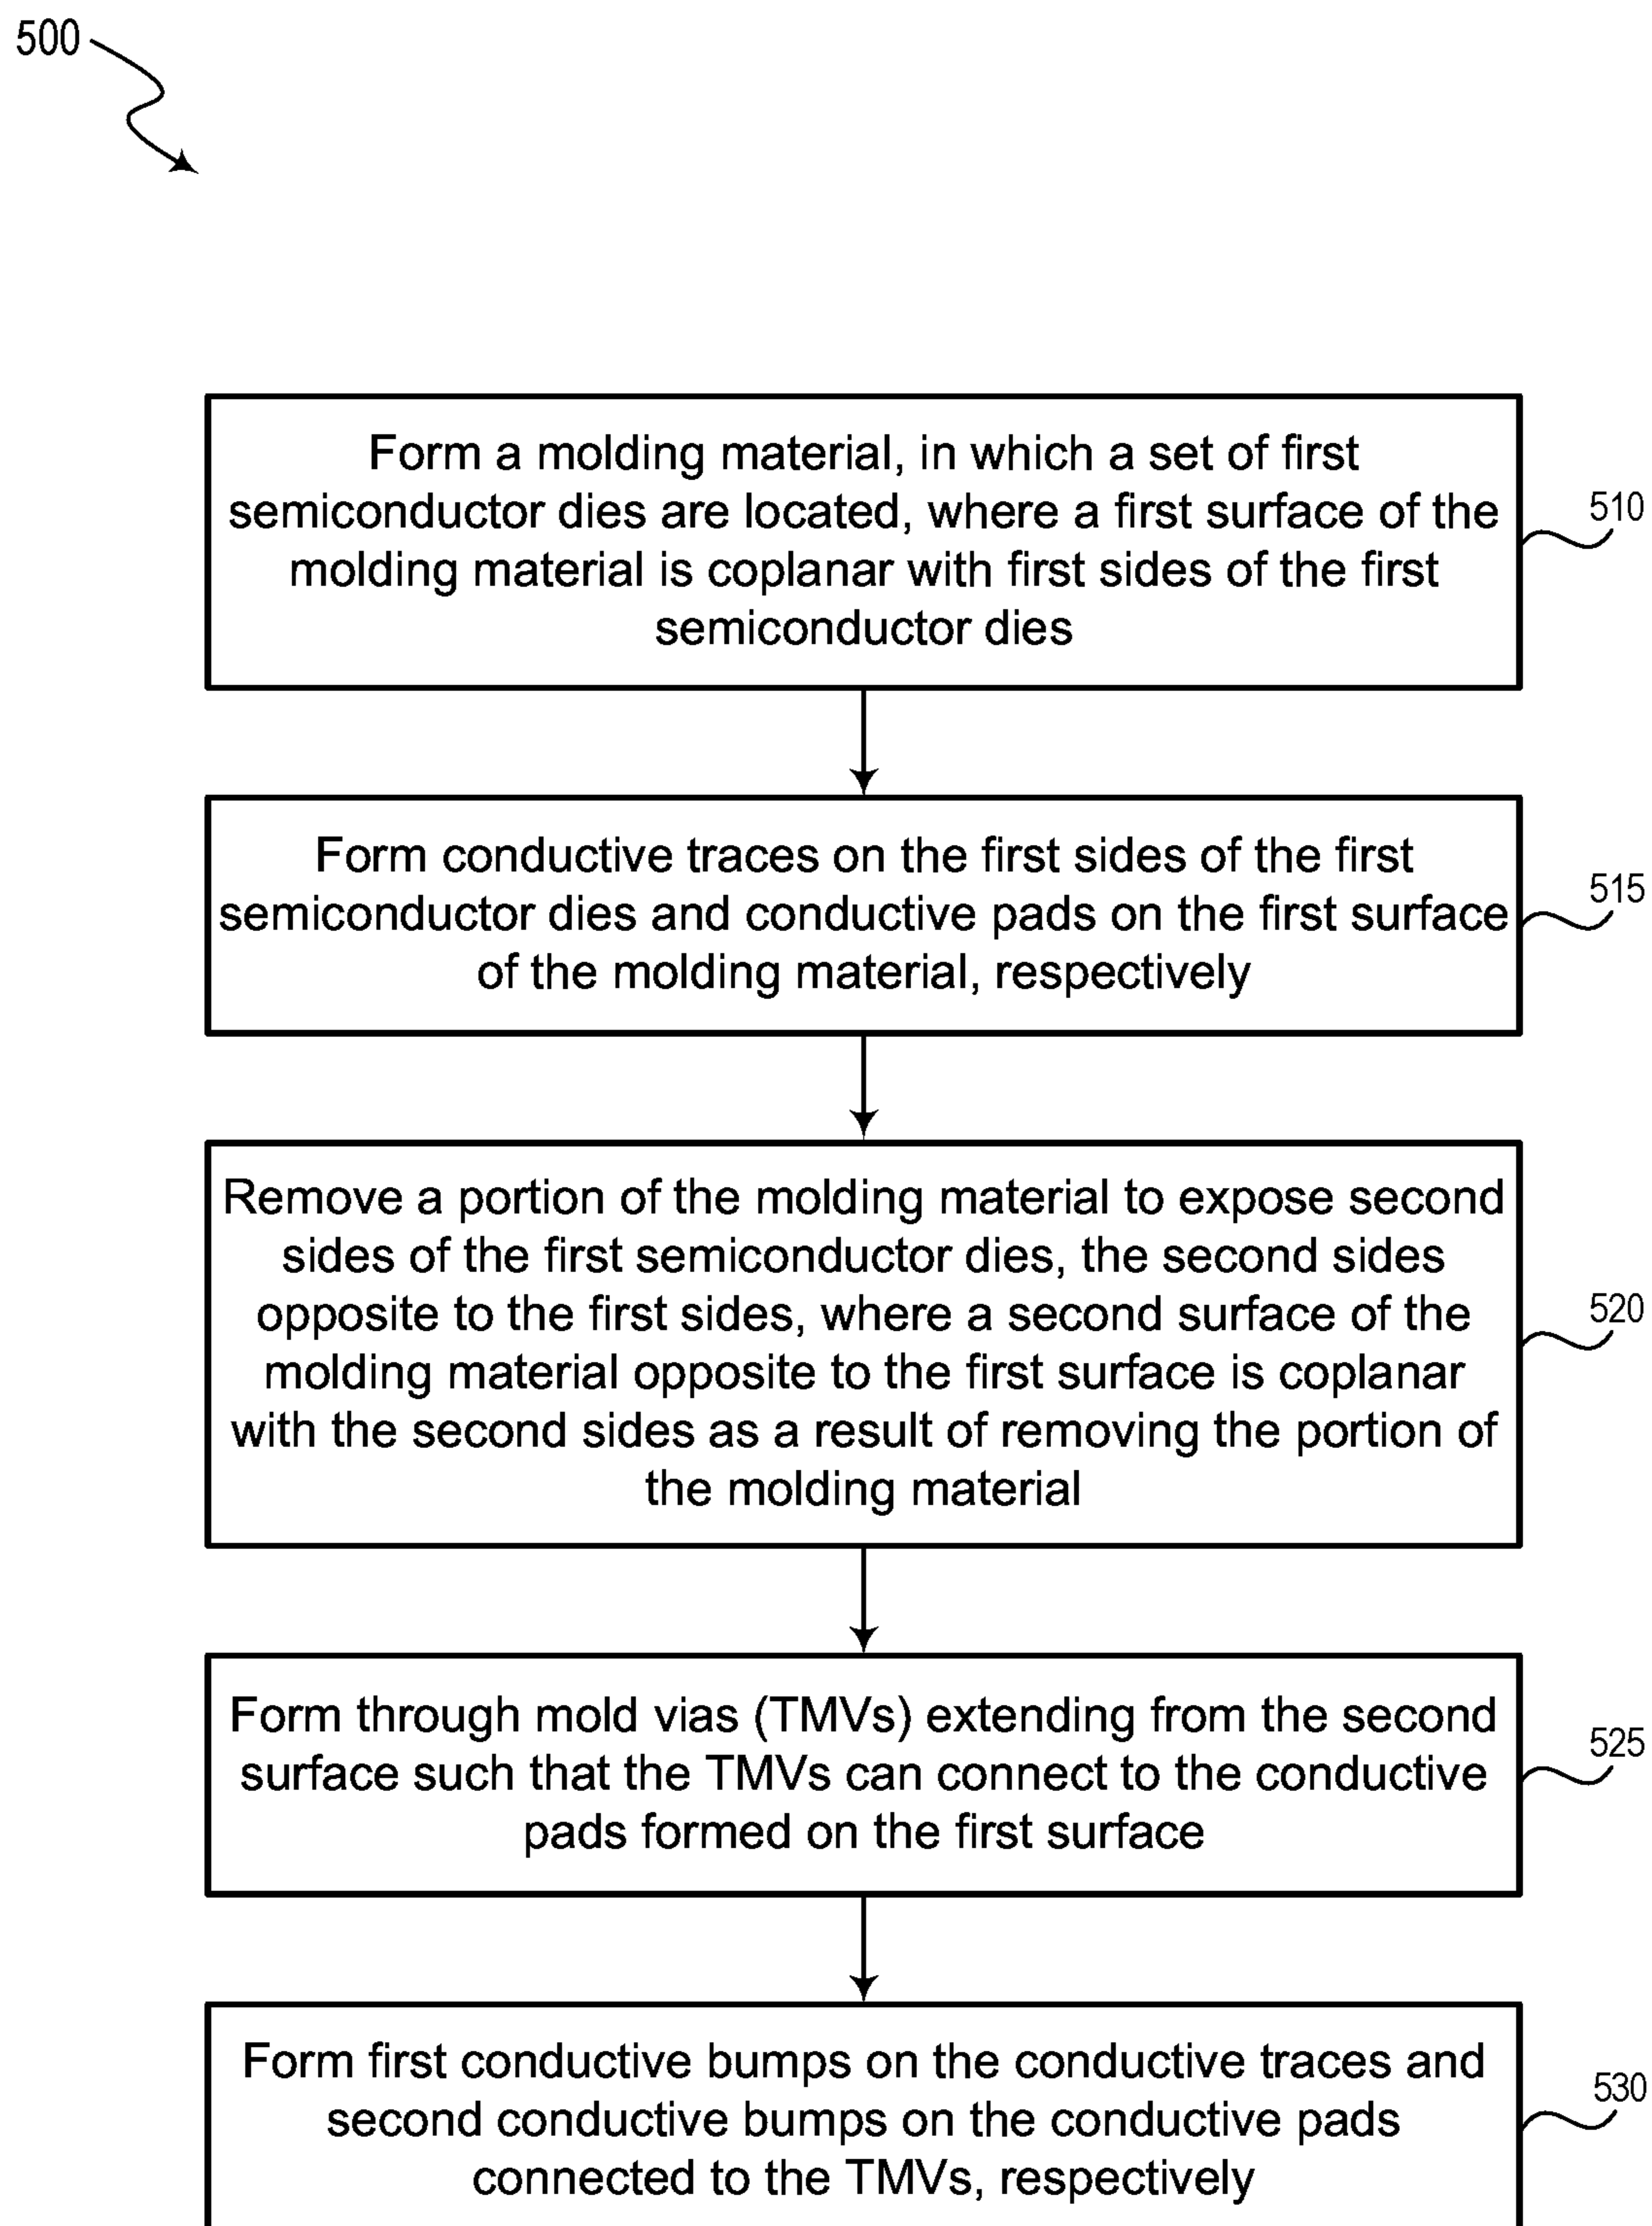 500
Form a molding material, in which a set of first
semiconductor dies are located, where a first surface of the
molding material is coplanar with first sides of the first
semiconductor dies
510
Form conductive traces on the first sides of the first
semiconductor dies and conductive pads on the first surface
of the molding material, respectively
515
Remove a portion of the molding material to expose second
sides of the first semiconductor dies, the second sides
opposite to the first sides, where a second surface of the
molding material opposite to the first surface is coplanar
with the second sides as a result of removing the portion of
the molding material
520
Form through mold vias (TMVs) extending from the second
surface such that the TMVs can connect to the conductive
pads formed on the first surface
525
Form first conductive bumps on the conductive traces and
second conductive bumps on the conductive pads
connected to the TMVs, respectively
530